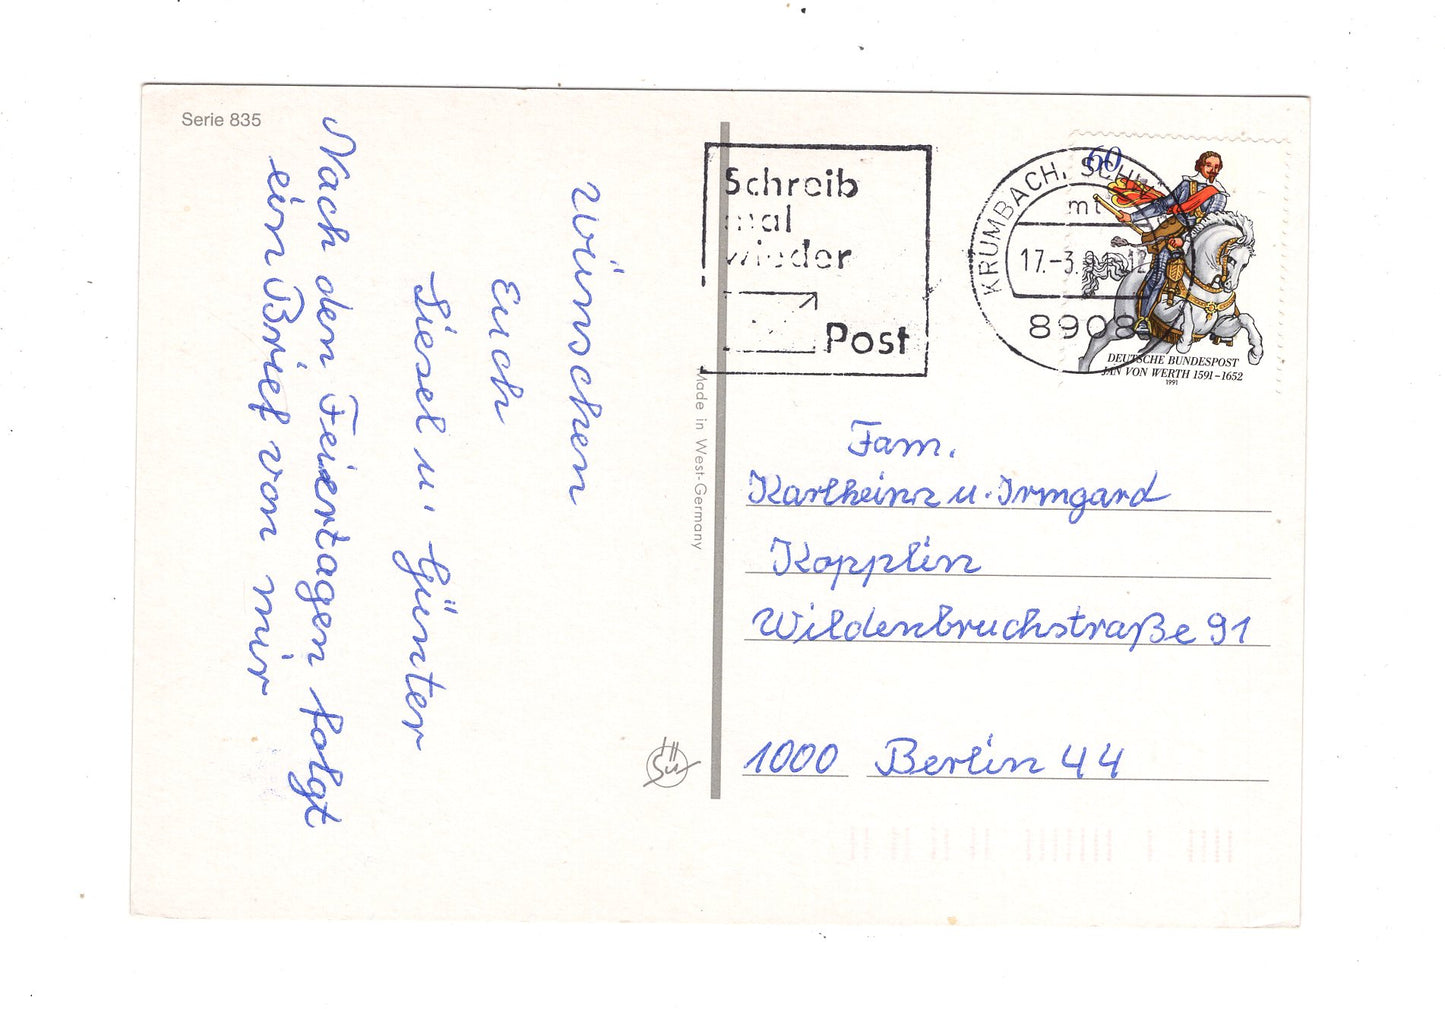 Serie 835
wünschen
Euch
Liesel u. Günter
Nach den Feiertagen folgt
ein Brief von mir
Made in West-Germany
Schreib
mal
wieder
Post
KRUMBACH,
mt
17.-3.
8908
60
DEUTSCHE BUNDESPOST
JAN VON WERTH 1591-1652
1991
Fam.
Karlheinz u. Irmgard
Kopplin
Wildenbruchstraße 91
1000 Berlin 44